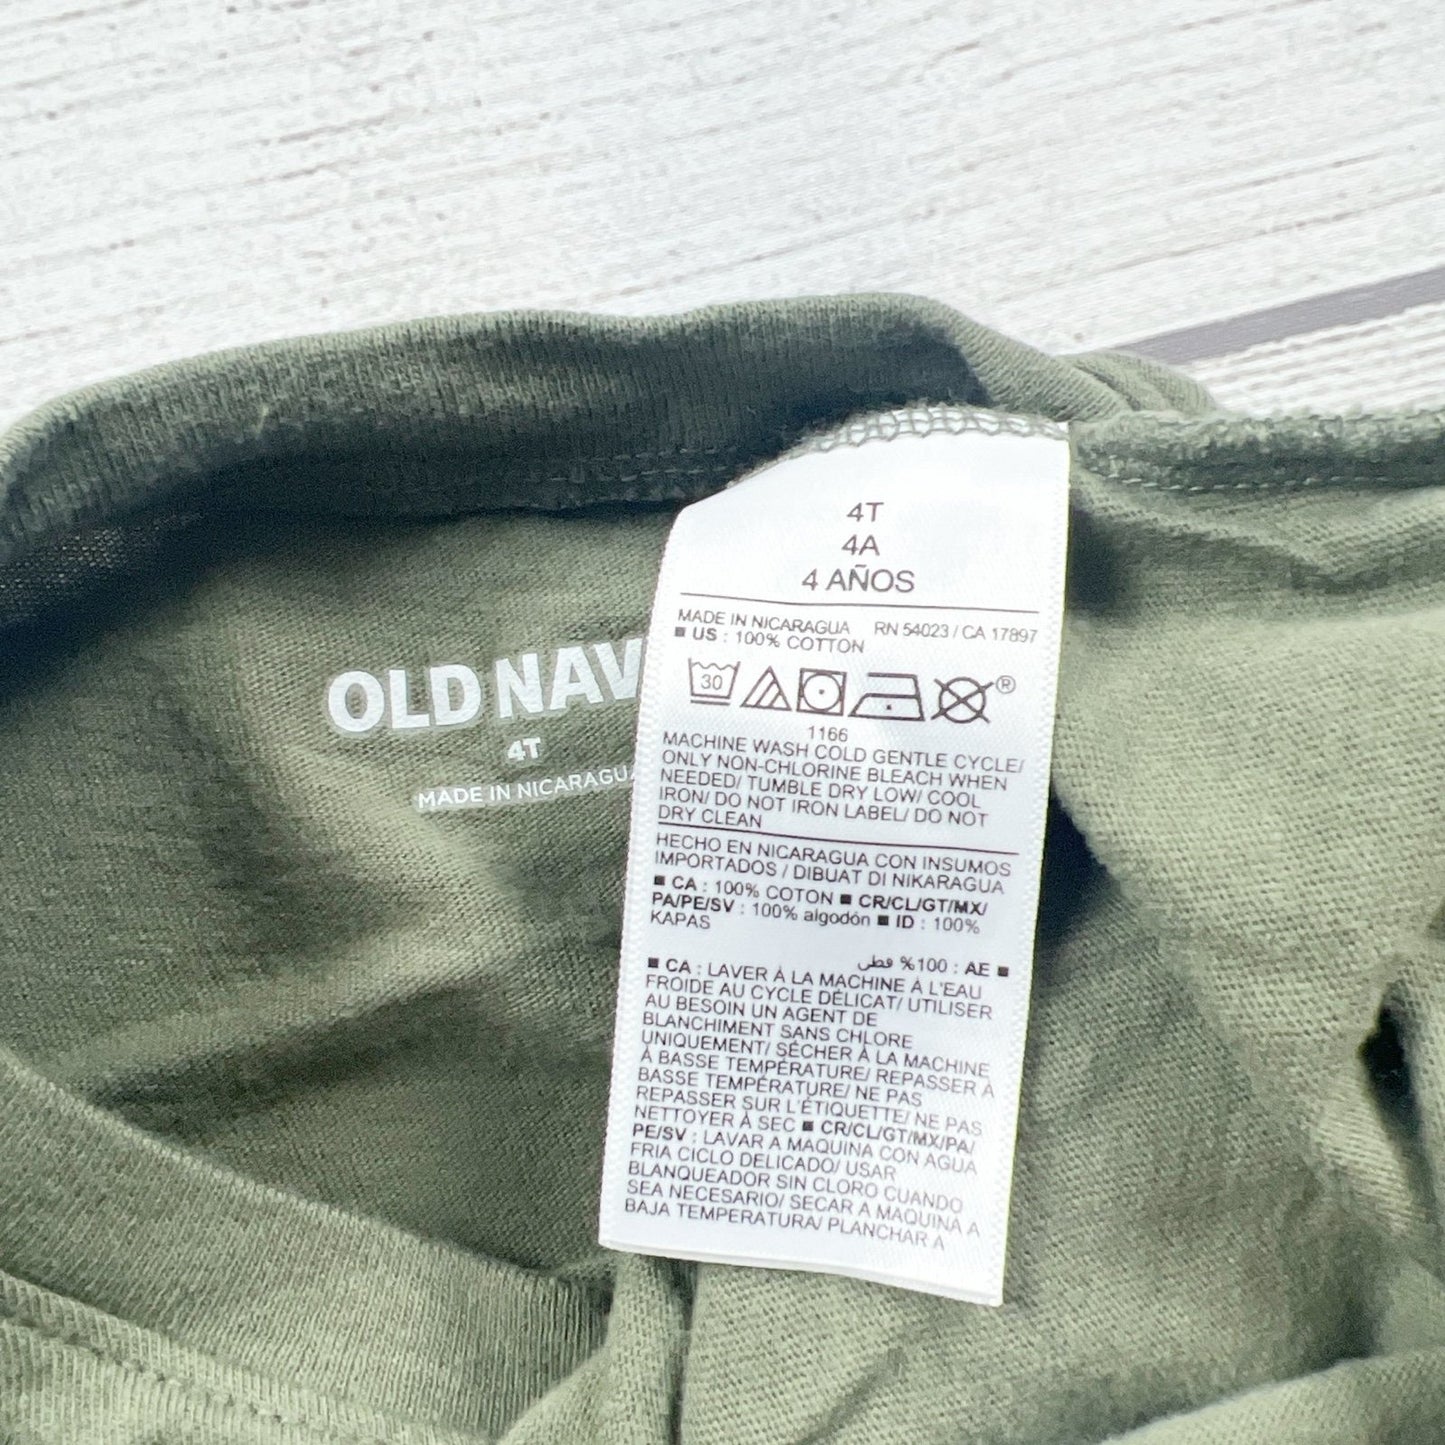 OLD NAV
4T
MADE IN NICARAGUA
4T
4A
4 AÑOS
MADE IN NICARAGUA RN 54023 / CA 17897
■ US : 100% COTTON
30 ®
1166
MACHINE WASH COLD GENTLE CYCLE/
ONLY NON-CHLORINE BLEACH WHEN
NEEDED/ TUMBLE DRY LOW/ COOL
IRON/ DO NOT IRON LABEL/ DO NOT
DRY CLEAN
HECHO EN NICARAGUA CON INSUMOS
IMPORTADOS / DIBUAT DI NIKARAGUA
■ CA : 100% COTON ■ CR/CL/GT/MX/
PA/PE/SV : 100% algodón ■ ID : 100%
KAPAS
■ AE : 100% قطن
■ CA : LAVER À LA MACHINE À L'EAU
FROIDE AU CYCLE DÉLICAT/ UTILISER
AU BESOIN UN AGENT DE
BLANCHIMENT SANS CHLORE
UNIQUEMENT/ SÉCHER À LA MACHINE
À BASSE TEMPÉRATURE/ REPASSER À
BASSE TEMPÉRATURE/ NE PAS
REPASSER SUR L'ÉTIQUETTE/ NE PAS
NETTOYER À SEC ■ CR/CL/GT/MX/PA/
PE/SV : LAVAR A MAQUINA CON AGUA
FRIA CICLO DELICADO/ USAR
BLANQUEADOR SIN CLORO CUANDO
SEA NECESARIO/ SECAR A MAQUINA A
BAJA TEMPERATURA/ PLANCHAR A